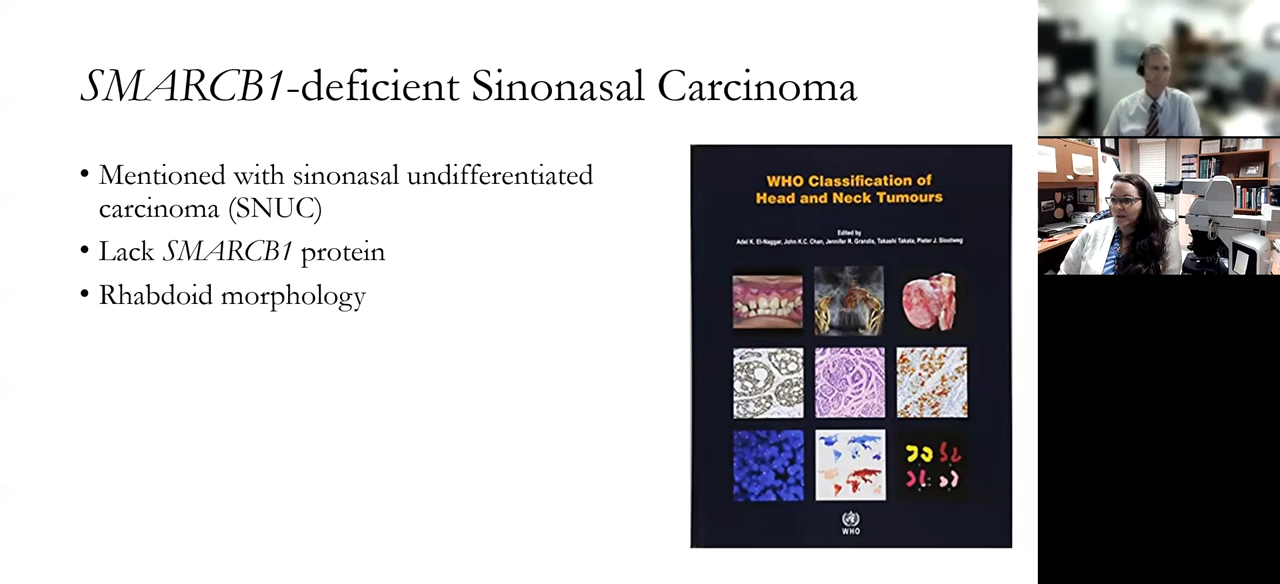 SMARCB1-deficient Sinonasal Carcinoma
• Mentioned with sinonasal undifferentiated
carcinoma (SNUC)
• Lack SMARCB1 protein
• Rhabdoid morphology
WHO Classification of
Head and Neck Tumours
Edited by
Adel K. El-Naggar, John K.C. Chan, Jennifer R. Grandis, Takashi Takata, Pieter J. Slootweg
WHO